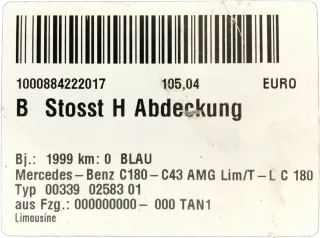 1000884222017 105,04 EURO
B Stosst H Abdeckung
Bj.: 1999 km: 0 BLAU
Mercedes-Benz C180-C43 AMG Lim/T-L C 180
Typ 00339 02583 01
aus Fzg.: 000000000-000 TAN1
Limousine